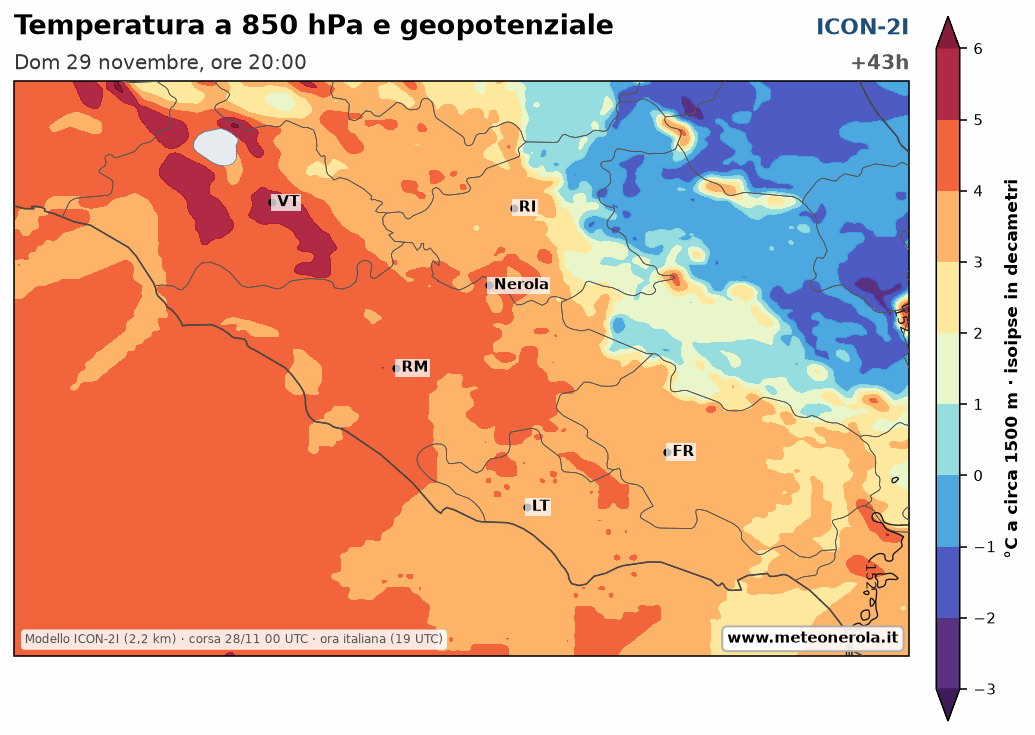 Temperatura a 850 hPa e geopotenziale
ICON-2I
Dom 29 novembre, ore 20:00
+43h
VT
RI
Nerola
RM
FR
LT
152
Modello ICON-2I (2,2 km) · corsa 28/11 00 UTC · ora italiana (19 UTC)
www.meteonerola.it
6
5
4
3
2
1
0
−1
−2
−3
°C a circa 1500 m · isoipse in decametri